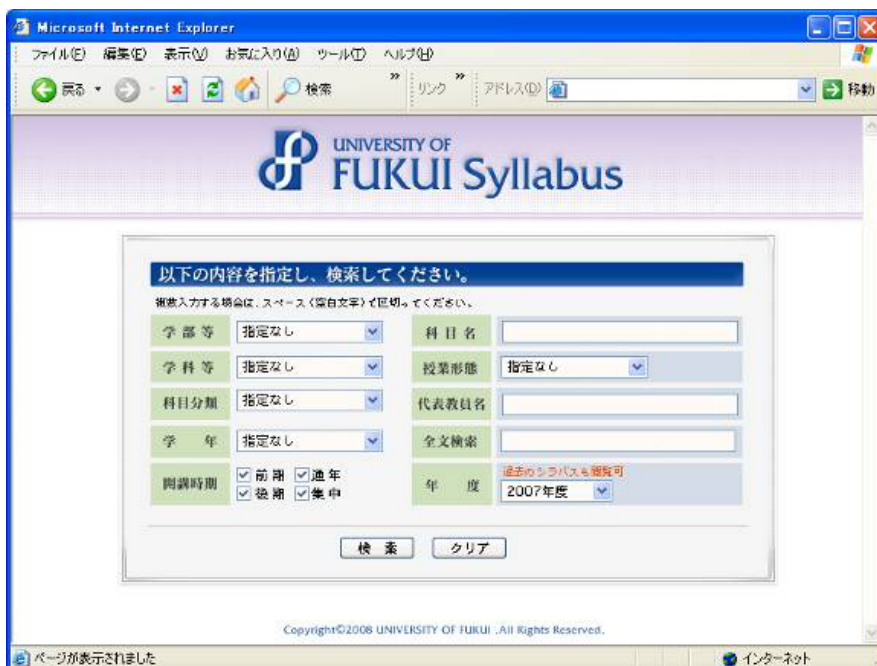 Microsoft Internet Explorer
ファイル(F) 編集(E) 表示(V) お気に入り(A) ツール(T) ヘルプ(H)
戻る 検索 » リンク » アドレス(D) 移動
UNIVERSITY OF
FUKUI Syllabus
以下の内容を指定し、検索してください。
複数入力する場合は、スペース(空白文字)で区切ってください。
学部等 指定なし 科目名
学科等 指定なし 授業形態 指定なし
科目分類 指定なし 代表教員名
学 年 指定なし 全文検索
開講時期 前期 通年
後期 集中
年 度 過去のシラバスも閲覧可
2007年度
検 索 クリア
Copyright©2008 UNIVERSITY OF FUKUI .All Rights Reserved.
ページが表示されました インターネット